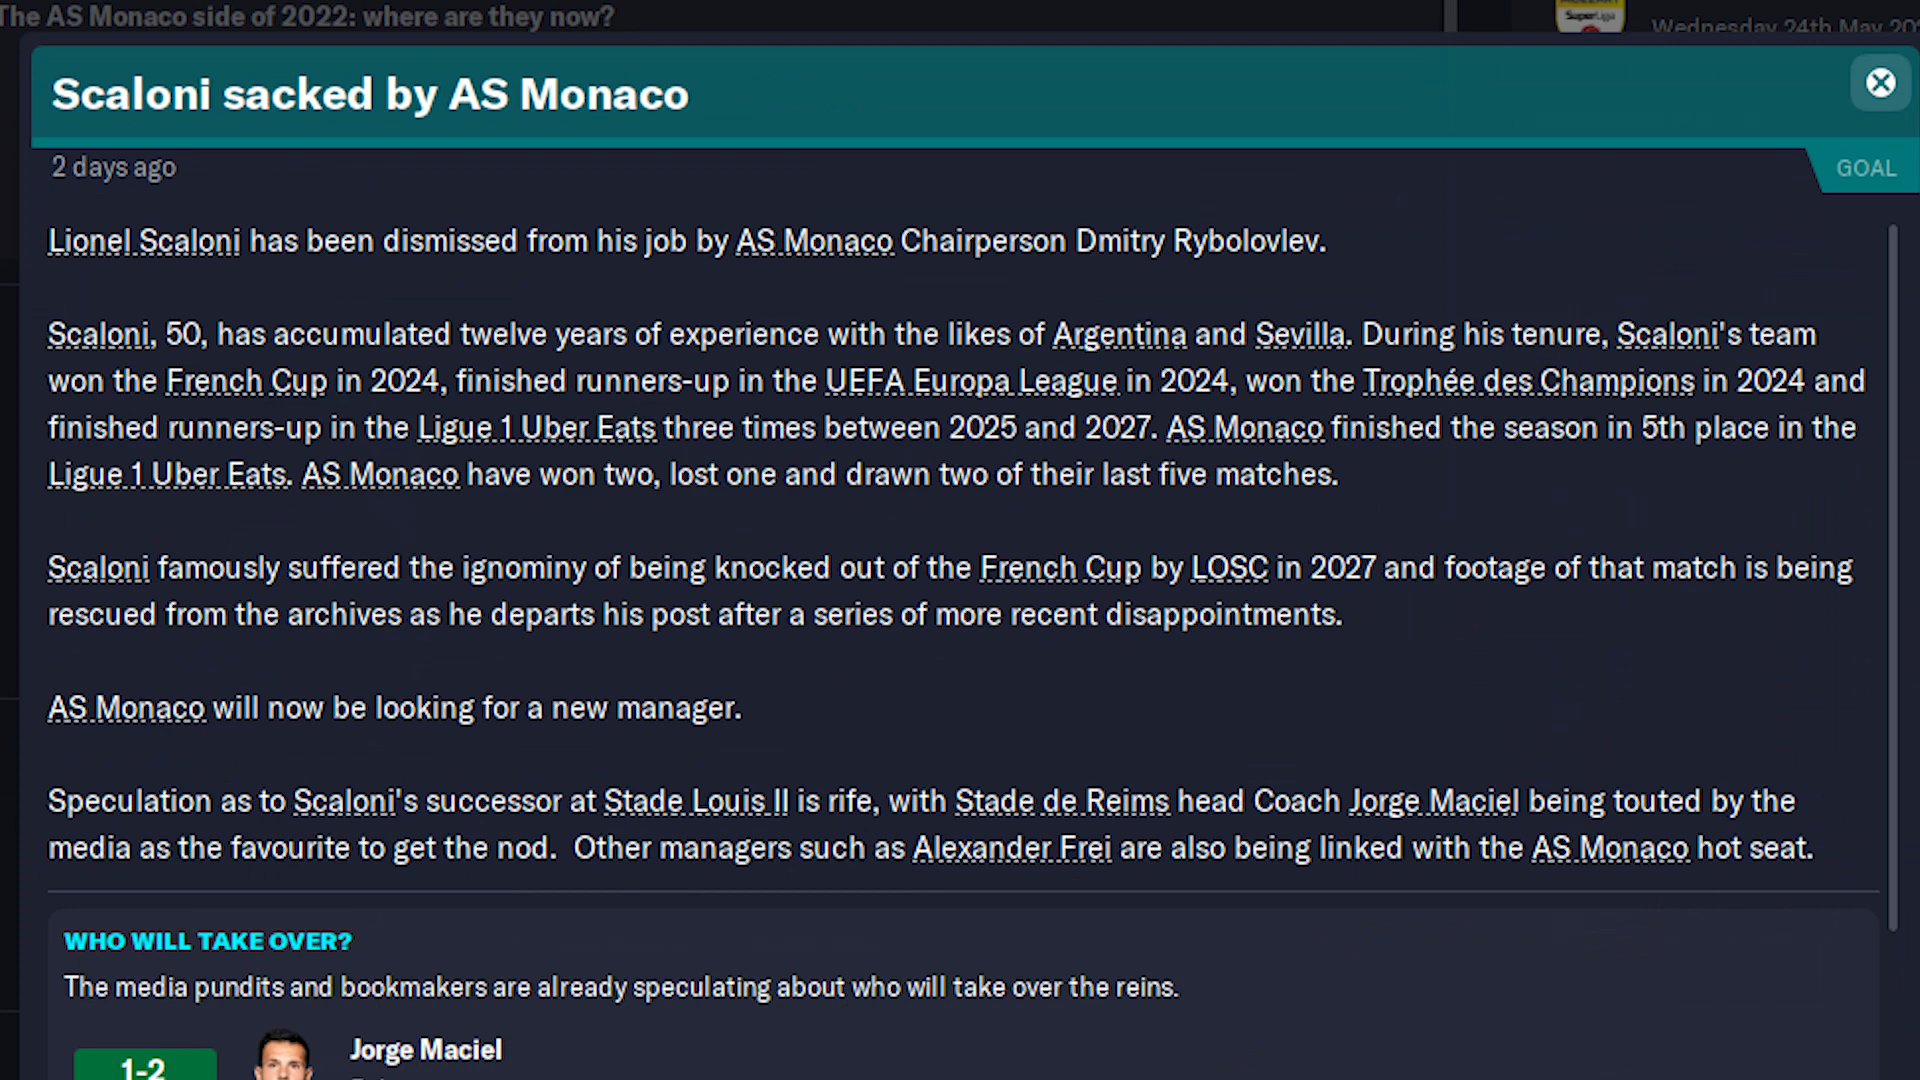 The AS Monaco side of 2022: where are they now?
SuperLiga
Wednesday 24th May 20
Scaloni sacked by AS Monaco
2 days ago
GOAL
Lionel Scaloni has been dismissed from his job by AS Monaco Chairperson Dmitry Rybolovlev.
Scaloni, 50, has accumulated twelve years of experience with the likes of Argentina and Sevilla. During his tenure, Scaloni's team
won the French Cup in 2024, finished runners-up in the UEFA Europa League in 2024, won the Trophée des Champions in 2024 and
finished runners-up in the Ligue 1 Uber Eats three times between 2025 and 2027. AS Monaco finished the season in 5th place in the
Ligue 1 Uber Eats. AS Monaco have won two, lost one and drawn two of their last five matches.
Scaloni famously suffered the ignominy of being knocked out of the French Cup by LOSC in 2027 and footage of that match is being
rescued from the archives as he departs his post after a series of more recent disappointments.
AS Monaco will now be looking for a new manager.
Speculation as to Scaloni's successor at Stade Louis II is rife, with Stade de Reims head Coach Jorge Maciel being touted by the
media as the favourite to get the nod.  Other managers such as Alexander Frei are also being linked with the AS Monaco hot seat.
WHO WILL TAKE OVER?
The media pundits and bookmakers are already speculating about who will take over the reins.
Jorge Maciel
1-2